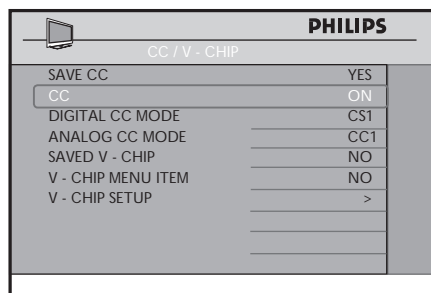 PHILIPS
CC / V - CHIP
SAVE CC YES
CC ON
DIGITAL CC MODE CS1
ANALOG CC MODE CC1
SAVED V - CHIP NO
V - CHIP MENU ITEM NO
V - CHIP SETUP >